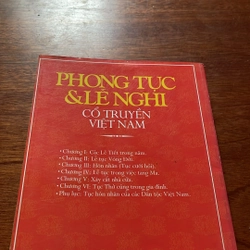 PHONG TỤC
& LỄ NGHI
CỔ TRUYỀN
VIỆT NAM
• Chương I: Các Lễ Tiết trong năm.
• Chương II: Lễ tục Vòng Đời.
• Chương III: Hôn nhân (Tục cưới hỏi).
• Chương IV: Lễ tục trong việc tang Ma.
• Chương V: Xây cất nhà cửa.
• Chương VI: Tục Thờ cúng trong gia đình.
• Phụ lục: Tục hôn nhân của các Dân tộc Việt Nam.